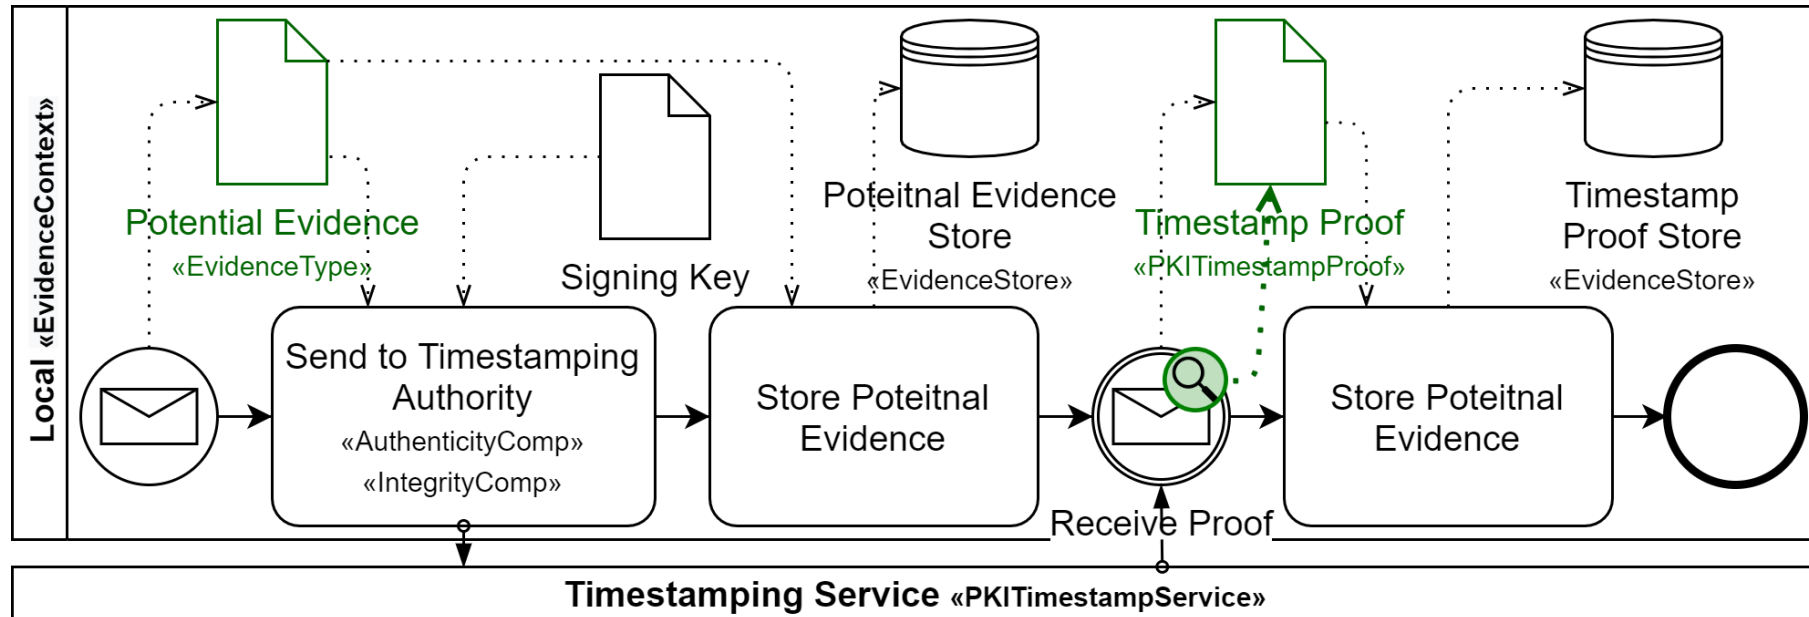 Local «EvidenceContext»
Potential Evidence
«EvidenceType»
Signing Key
Poteitnal Evidence
Store
«EvidenceStore»
Timestamp Proof
«PKITimestampProof»
Timestamp
Proof Store
«EvidenceStore»
Send to Timestamping
Authority
«AuthenticityComp»
«IntegrityComp»
Store Poteitnal
Evidence
Receive Proof
Store Poteitnal
Evidence
Timestamping Service «PKITimestampService»